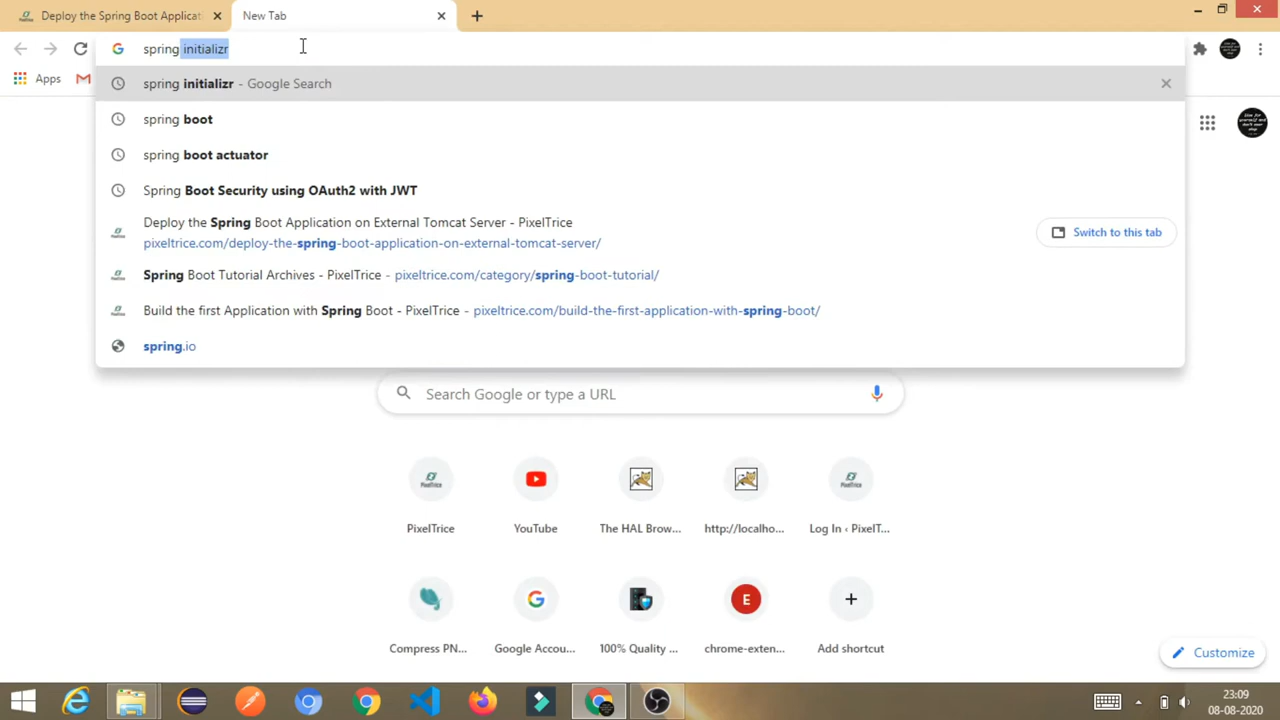 Deploy the Spring Boot Applicati
New Tab
spring initializr
Apps
spring initializr - Google Search
spring boot
spring boot actuator
Spring Boot Security using OAuth2 with JWT
Deploy the Spring Boot Application on External Tomcat Server - PixelTrice
pixeltrice.com/deploy-the-spring-boot-application-on-external-tomcat-server/
Switch to this tab
Spring Boot Tutorial Archives - PixelTrice - pixeltrice.com/category/spring-boot-tutorial/
Build the first Application with Spring Boot - PixelTrice - pixeltrice.com/build-the-first-application-with-spring-boot/
spring.io
Search Google or type a URL
PixelTrice
YouTube
The HAL Brow...
http://localho...
Log In ‹ PixelT...
E
Compress PN...
Google Accou...
100% Quality ...
chrome-exten...
Add shortcut
Customize
23:09
08-08-2020